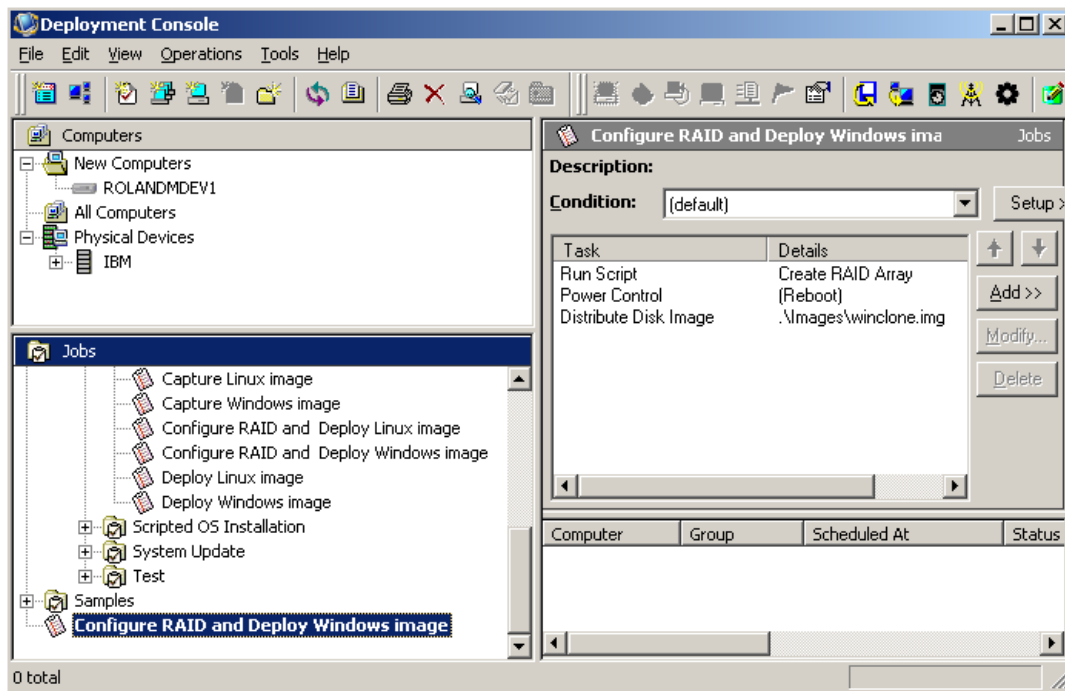 Deployment Console
File Edit View Operations Tools Help
Computers
New Computers
ROLANDMDEV1
All Computers
Physical Devices
IBM
Jobs
Capture Linux image
Capture Windows image
Configure RAID and Deploy Linux image
Configure RAID and Deploy Windows image
Deploy Linux image
Deploy Windows image
Scripted OS Installation
System Update
Test
Samples
Configure RAID and Deploy Windows image
Configure RAID and Deploy Windows ima Jobs
Description:
Condition: (default) Setup >
Task Details
Run Script Create RAID Array
Power Control (Reboot)
Distribute Disk Image .\Images\winclone.img
Add >>
Modify...
Delete
Computer Group Scheduled At Status
0 total